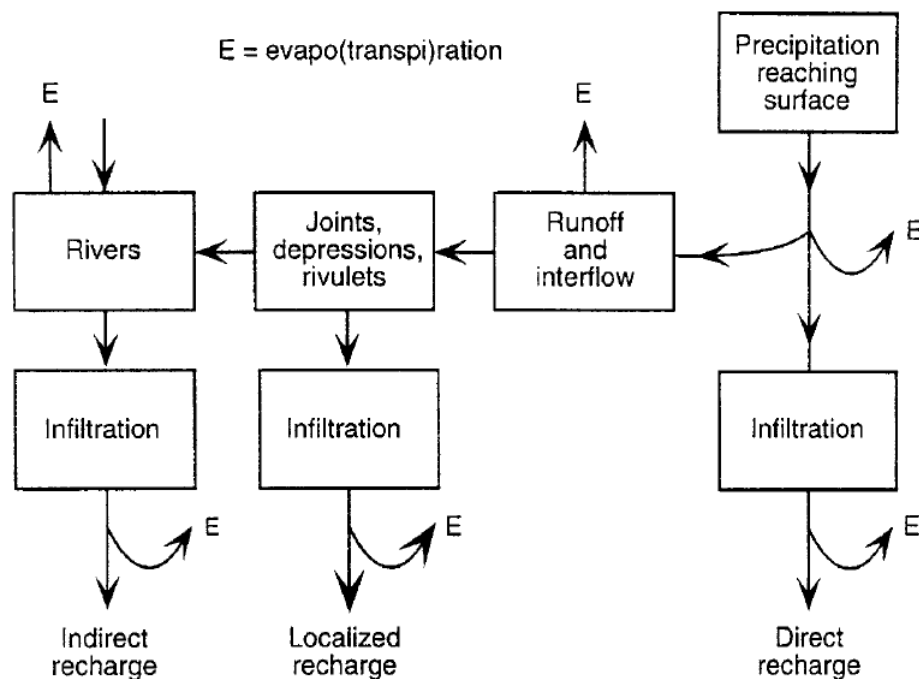 E = evapo(transpi)ration
Precipitation
reaching
surface
E
E
Rivers
Joints,
depressions,
rivulets
Runoff
and
interflow
E
Infiltration
Infiltration
Infiltration
E
E
E
Indirect
recharge
Localized
recharge
Direct
recharge